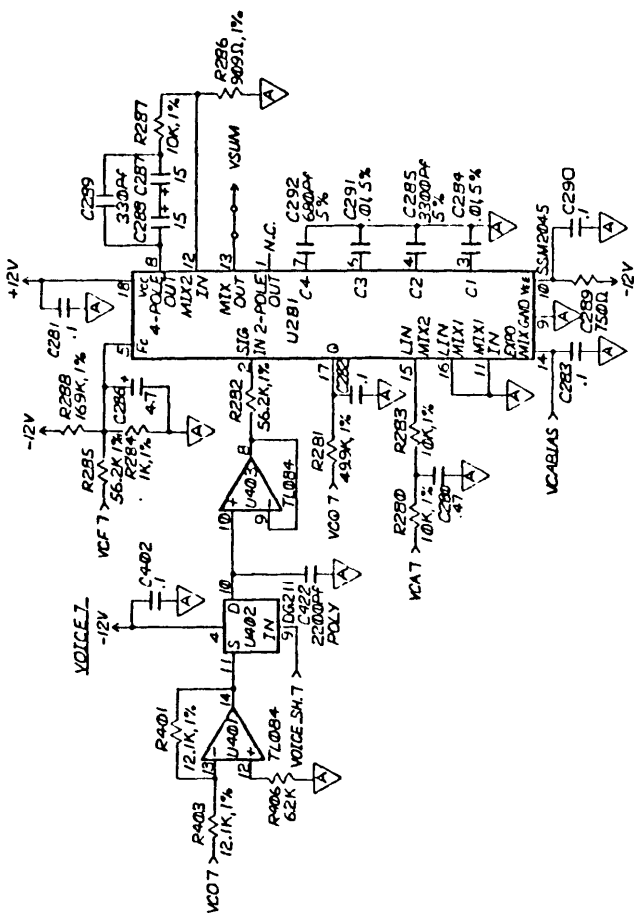 VOICE 7
VCO 7
R403
12.1K,1%
R401
12.1K,1%
13
12
14
U401
TL084
R406
6.2K
A
-12V
C402
.1
A
4
11
S
D
U402
IN
10
9
DG211
VOICE SH.7
C422
2200Pf
POLY
A
10
9
8
U403
TL084
R282
56.2K,1%
VCF 7
R285
56.2K 1%
-12V
R288
169K,1%
C286
4.7
R284
1K,1%
A
C281
.1
A
+12V
VCQ 7
R281
49.9K,1%
C282
.1
A
VCA 7
R280
10K,1%
C280
.47
A
R283
10K,1%
VCABIAS
C283
.1
A
5
18
2
17
15
16
11
14
9
10
Fc
VCC
4-POLE
OUT
MIX2
IN
SIG
IN
MIX
OUT
2-POLE
OUT
U281
Q
LIN
MIX2
LIN
MIX1
MIX1
IN
EXPO
MIX
GND
VEE
C4
C3
C2
C1
SSM2045
8
12
13
1
N.C.
7
5
4
3
C299
330Pf
C288
15
C287
15
R287
10K,1%
R286
909Ω,1%
A
VSUM
C292
680Pf
5%
C291
.01,5%
C285
3300Pf
5%
C284
.01,5%
A
C290
.1
A
C289
750Ω
-12V
A